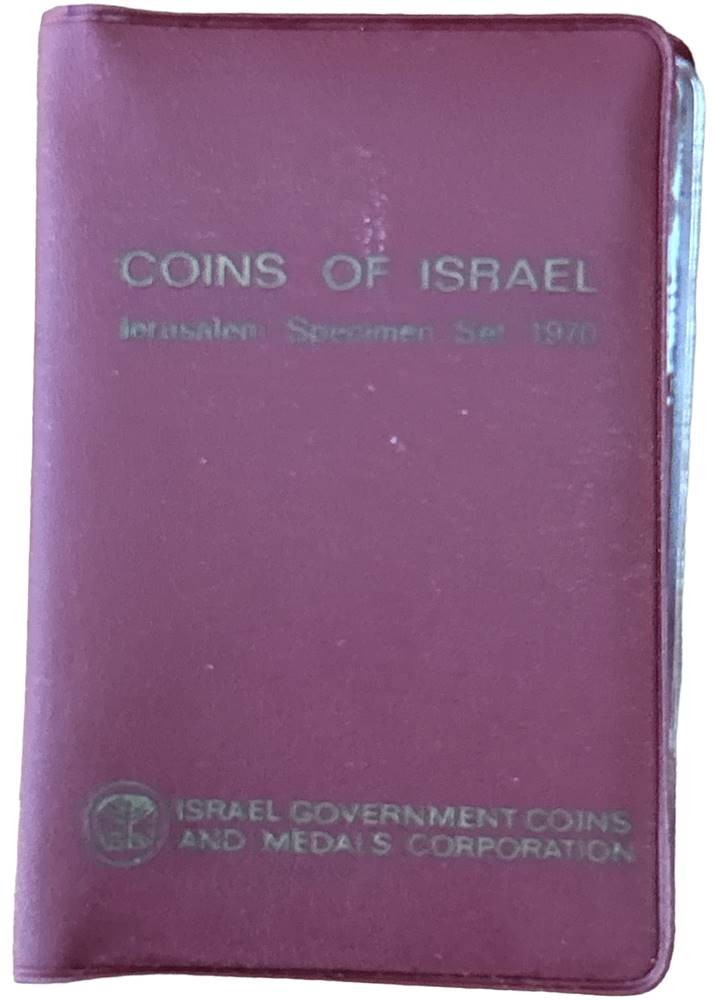 COINS OF ISRAEL
Jerusalem Specimen Set 1970
ISRAEL GOVERNMENT COINS
AND MEDALS CORPORATION